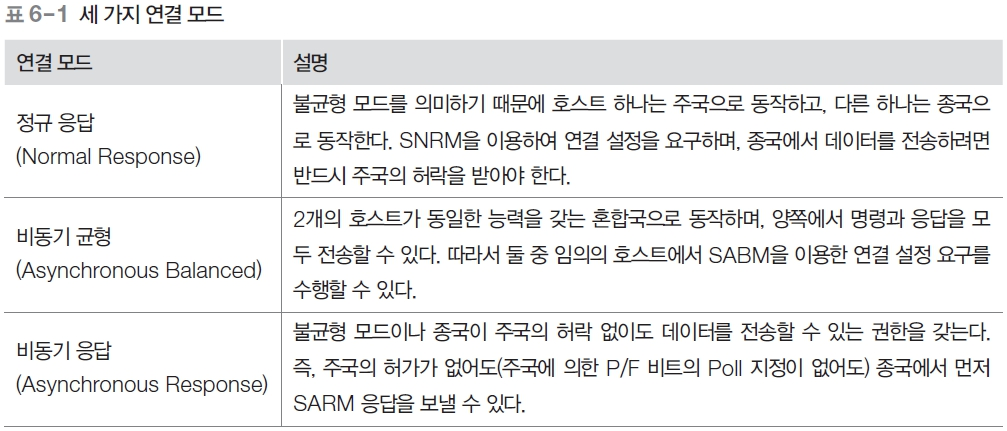 표 6-1 세 가지 연결 모드
연결 모드
설명
정규 응답
(Normal Response)
불균형 모드를 의미하기 때문에 호스트 하나는 주국으로 동작하고, 다른 하나는 종국으
로 동작한다. SNRM을 이용하여 연결 설정을 요구하며, 종국에서 데이터를 전송하려면
반드시 주국의 허락을 받아야 한다.
비동기 균형
(Asynchronous Balanced)
2개의 호스트가 동일한 능력을 갖는 혼합국으로 동작하며, 양쪽에서 명령과 응답을 모
두 전송할 수 있다. 따라서 둘 중 임의의 호스트에서 SABM을 이용한 연결 설정 요구를
수행할 수 있다.
비동기 응답
(Asynchronous Response)
불균형 모드이나 종국이 주국의 허락 없이도 데이터를 전송할 수 있는 권한을 갖는다.
즉, 주국의 허가가 없어도(주국에 의한 P/F 비트의 Poll 지정이 없어도) 종국에서 먼저
SARM 응답을 보낼 수 있다.